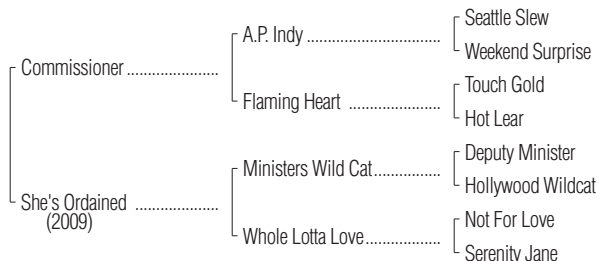 Seattle Slew
A.P. Indy ................................
Weekend Surprise
Commissioner ......................
Touch Gold
Flaming Heart ......................
Hot Lear
Deputy Minister
Ministers Wild Cat................
Hollywood Wildcat
She's Ordained ....................
(2009)
Not For Love
Whole Lotta Love..................
Serenity Jane